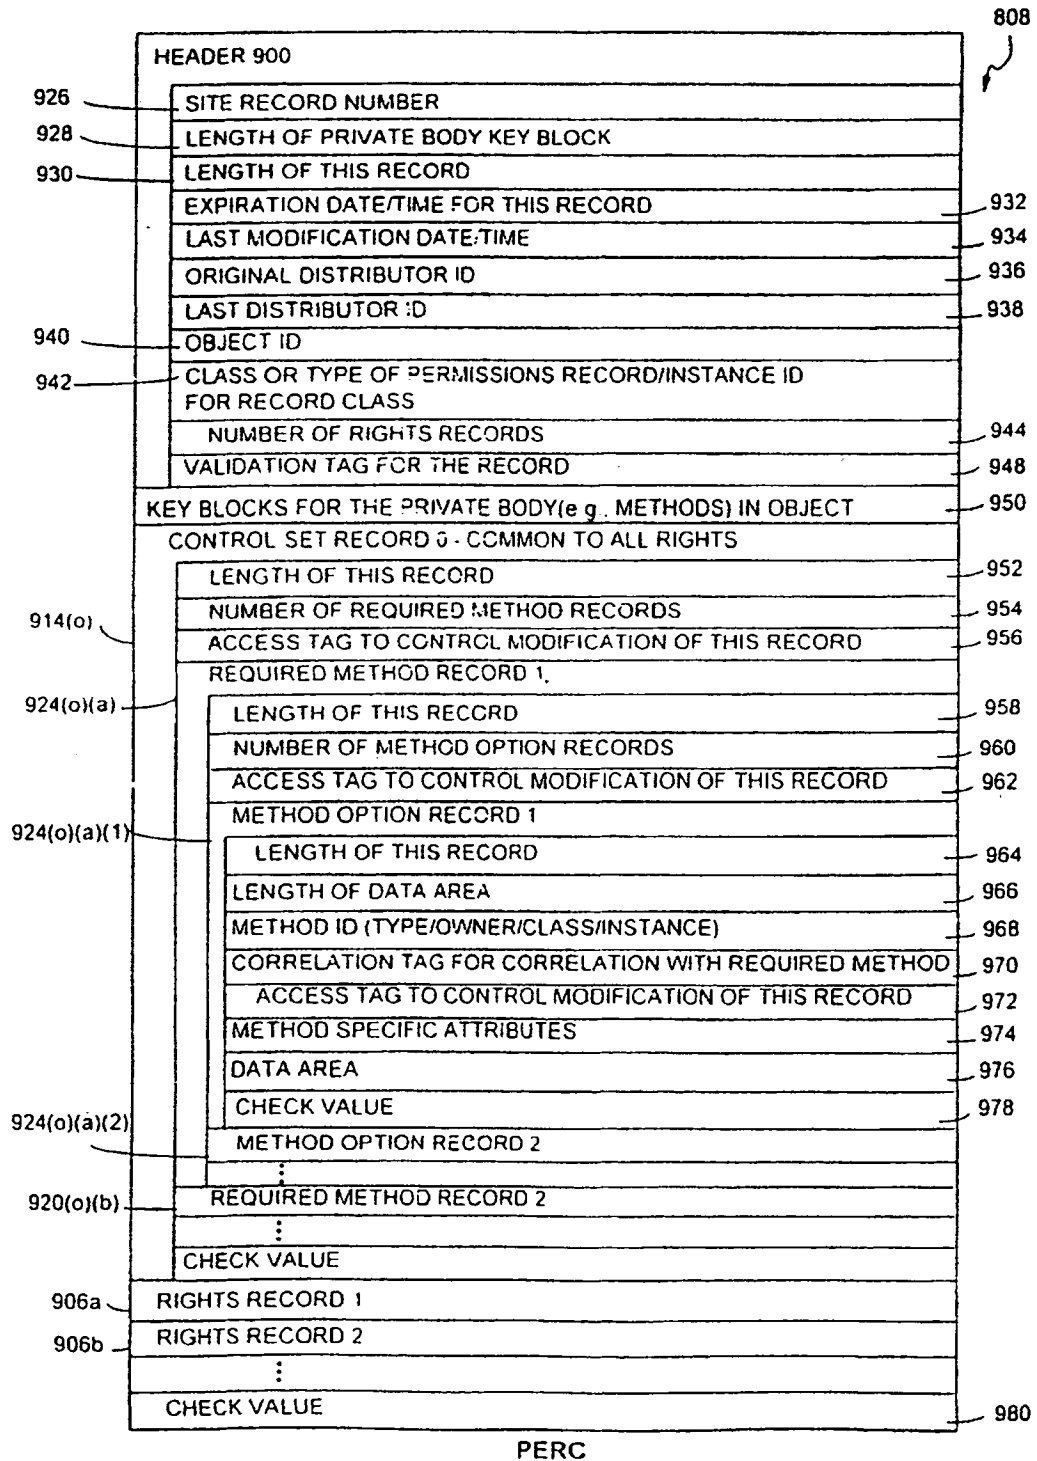 808
HEADER 900
926 SITE RECORD NUMBER
928 LENGTH OF PRIVATE BODY KEY BLOCK
930 LENGTH OF THIS RECORD
EXPIRATION DATE/TIME FOR THIS RECORD 932
LAST MODIFICATION DATE/TIME 934
ORIGINAL DISTRIBUTOR ID 936
LAST DISTRIBUTOR ID 938
940 OBJECT ID
942 CLASS OR TYPE OF PERMISSIONS RECORD/INSTANCE ID
FOR RECORD CLASS
NUMBER OF RIGHTS RECORDS 944
VALIDATION TAG FOR THE RECORD 948
KEY BLOCKS FOR THE PRIVATE BODY(e g . METHODS) IN OBJECT 950
CONTROL SET RECORD 0 - COMMON TO ALL RIGHTS
LENGTH OF THIS RECORD 952
NUMBER OF REQUIRED METHOD RECORDS 954
914(o)
ACCESS TAG TO CONTROL MODIFICATION OF THIS RECORD 956
REQUIRED METHOD RECORD 1
924(o)(a)
LENGTH OF THIS RECORD 958
NUMBER OF METHOD OPTION RECORDS 960
ACCESS TAG TO CONTROL MODIFICATION OF THIS RECORD 962
METHOD OPTION RECORD 1
924(o)(a)(1)
LENGTH OF THIS RECORD 964
LENGTH OF DATA AREA 966
METHOD ID (TYPE/OWNER/CLASS/INSTANCE) 968
CORRELATION TAG FOR CORRELATION WITH REQUIRED METHOD 970
ACCESS TAG TO CONTROL MODIFICATION OF THIS RECORD 972
METHOD SPECIFIC ATTRIBUTES 974
DATA AREA 976
CHECK VALUE 978
924(o)(a)(2)
METHOD OPTION RECORD 2
920(o)(b) REQUIRED METHOD RECORD 2
CHECK VALUE
906a RIGHTS RECORD 1
906b RIGHTS RECORD 2
CHECK VALUE 980
PERC